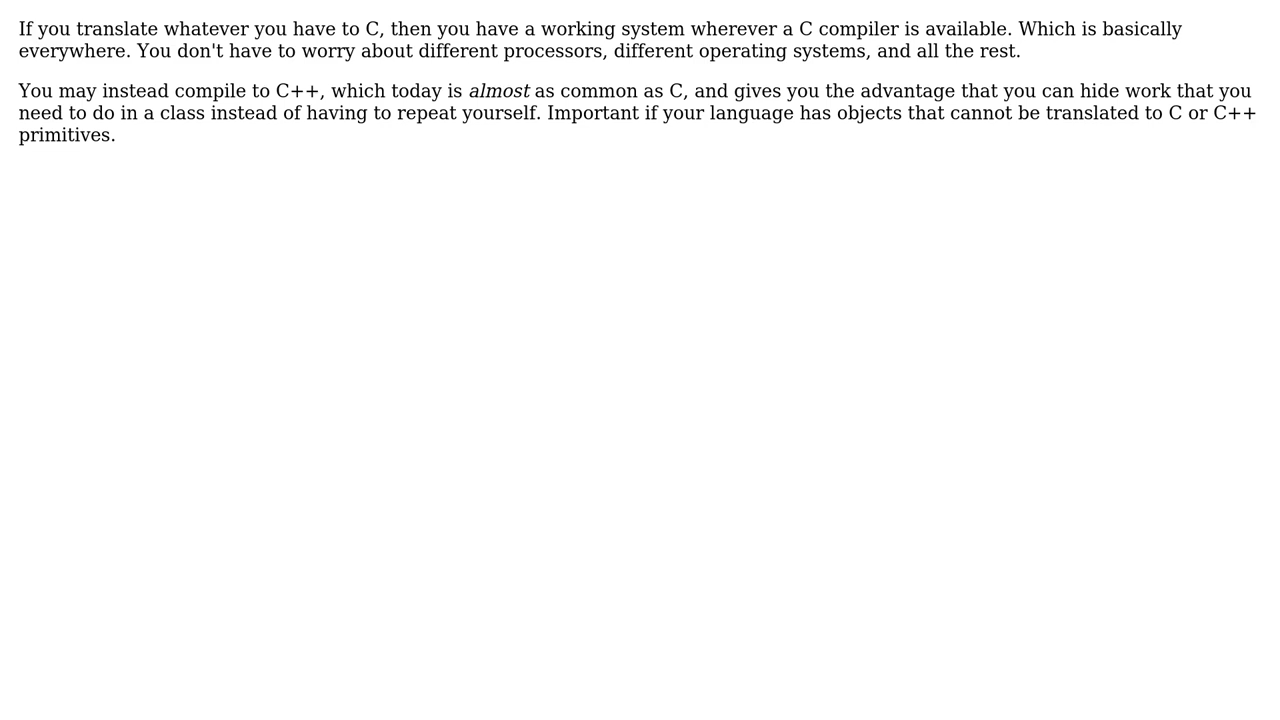 If you translate whatever you have to C, then you have a working system wherever a C compiler is available. Which is basically
everywhere. You don't have to worry about different processors, different operating systems, and all the rest.
You may instead compile to C++, which today is almost as common as C, and gives you the advantage that you can hide work that you
need to do in a class instead of having to repeat yourself. Important if your language has objects that cannot be translated to C or C++
primitives.